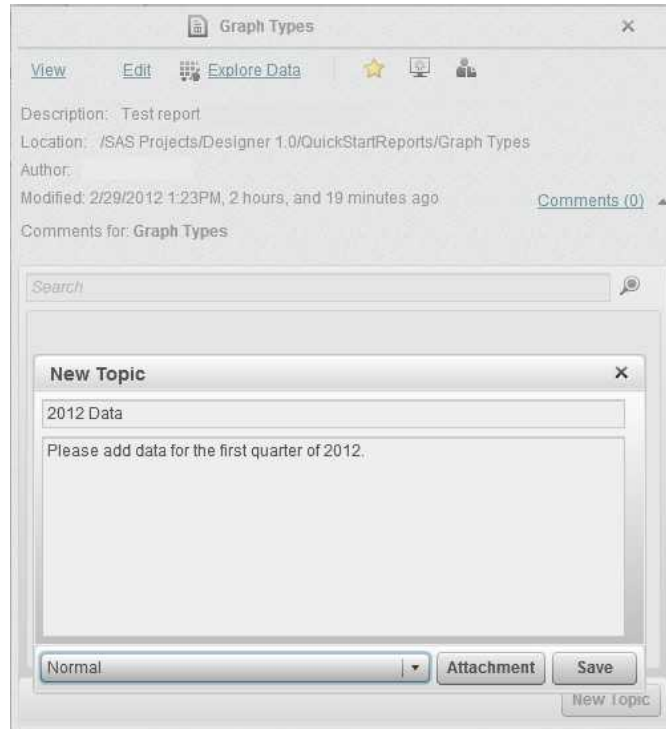 Graph Types
View Edit Explore Data
Description: Test report
Location: /SAS Projects/Designer 1.0/QuickStartReports/Graph Types
Author:
Modified: 2/29/2012 1:23PM, 2 hours, and 19 minutes ago Comments (0)
Comments for: Graph Types
Search
New Topic
2012 Data
Please add data for the first quarter of 2012.
Normal Attachment Save
New Topic